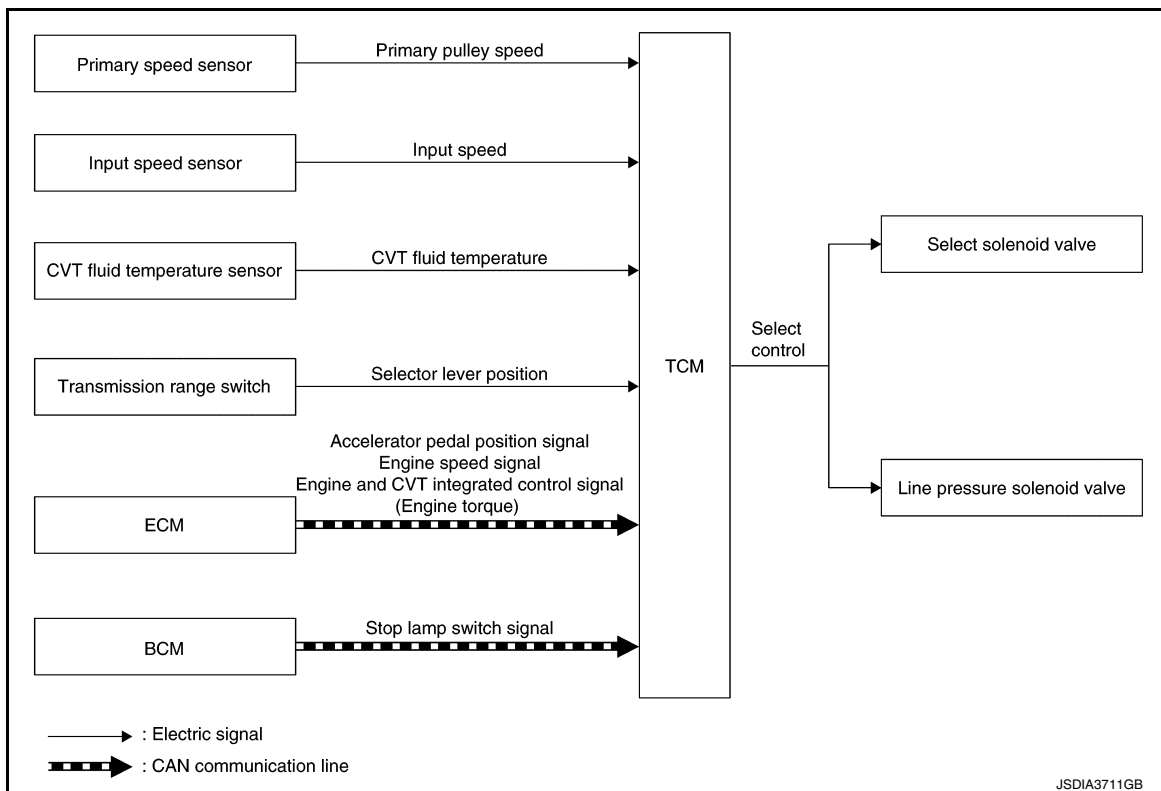 Primary speed sensor
Primary pulley speed
Input speed sensor
Input speed
CVT fluid temperature sensor
CVT fluid temperature
Transmission range switch
Selector lever position
ECM
Accelerator pedal position signal
Engine speed signal
Engine and CVT integrated control signal
(Engine torque)
BCM
Stop lamp switch signal
TCM
Select
control
Select solenoid valve
Line pressure solenoid valve
: Electric signal
: CAN communication line
JSDIA3711GB